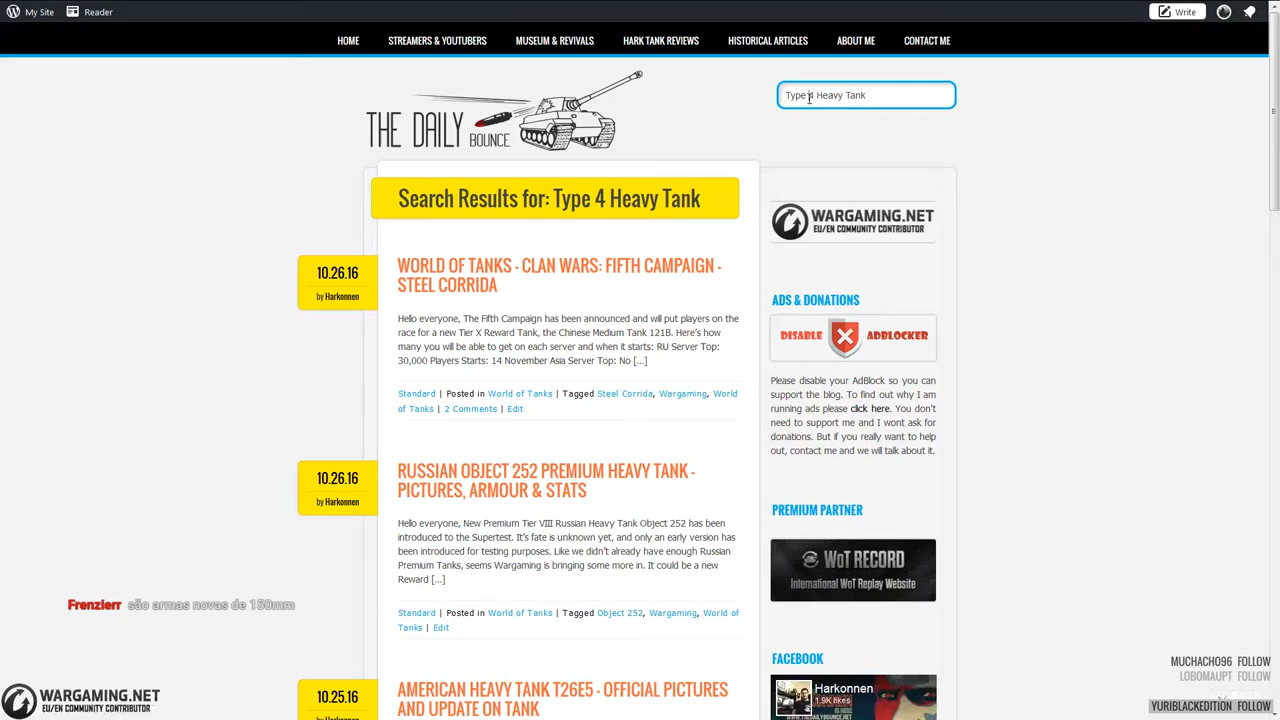 My Site Reader Write
HOME STREAMERS & YOUTUBERS MUSEUM & REVIVALS HARK TANK REVIEWS HISTORICAL ARTICLES ABOUT ME CONTACT ME
THE DAILY BOUNCE
Type 4 Heavy Tank
Search Results for: Type 4 Heavy Tank
10.26.16
by Harkonnen
WORLD OF TANKS - CLAN WARS: FIFTH CAMPAIGN -
STEEL CORRIDA
Hello everyone, The Fifth Campaign has been announced and will put players on the
race for a new Tier X Reward Tank, the Chinese Medium Tank 121B. Here's how
many you will be able to get on each server and when it starts: RU Server Top:
30,000 Players Starts: 14 November Asia Server Top: No [...]
Standard | Posted in World of Tanks | Tagged Steel Corrida, Wargaming, World
of Tanks | 2 Comments | Edit
10.26.16
by Harkonnen
RUSSIAN OBJECT 252 PREMIUM HEAVY TANK -
PICTURES, ARMOUR & STATS
Hello everyone, New Premium Tier VIII Russian Heavy Tank Object 252 has been
introduced to the Supertest. It's fate is unknown yet, and only an early version has
been introduced for testing purposes. Like we didn't already have enough Russian
Premium Tanks, seems Wargaming is bringing some more in. It could be a new
Reward [...]
Standard | Posted in World of Tanks | Tagged Object 252, Wargaming, World of
Tanks | Edit
10.25.16
by Harkonnen
AMERICAN HEAVY TANK T26E5 - OFFICIAL PICTURES
AND UPDATE ON TANK
WARGAMING.NET
EU/EN COMMUNITY CONTRIBUTOR
ADS & DONATIONS
DISABLE ADBLOCKER
Please disable your AdBlock so you can
support the blog. To find out why I am
running ads please click here. You don't
need to support me and I wont ask for
donations. But if you really want to help
out, contact me and we will talk about it.
PREMIUM PARTNER
WoT RECORD
International WoT Replay Website
FACEBOOK
Harkonnen
1.9K likes
Frenzierr são armas novas de 150mm
WARGAMING.NET
EU/EN COMMUNITY CONTRIBUTOR
MUCHACHO96 FOLLOW
LOBOMAUPT FOLLOW
YURIBLACKEDITION FOLLOW